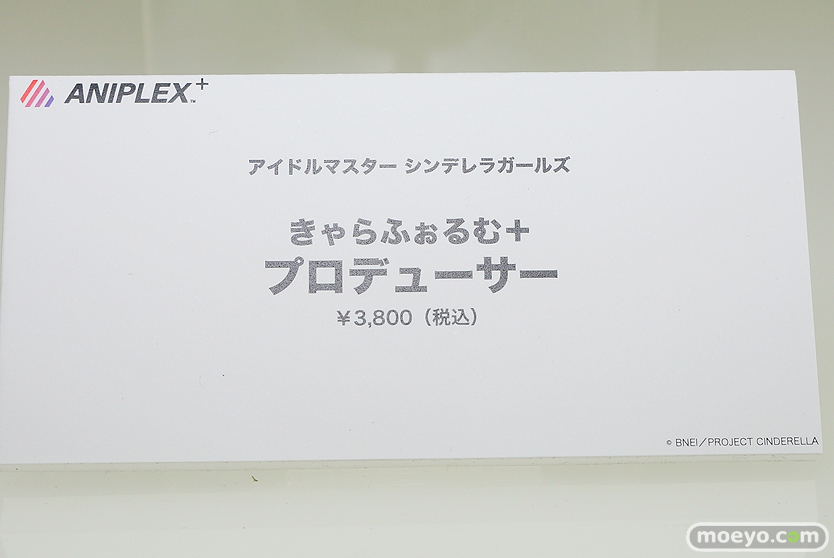 ANIPLEX+™
アイドルマスター シンデレラガールズ
きゃらふぉるむ＋
プロデューサー
￥3,800（税込）
© BNEI／PROJECT CINDERELLA
moeyo.com